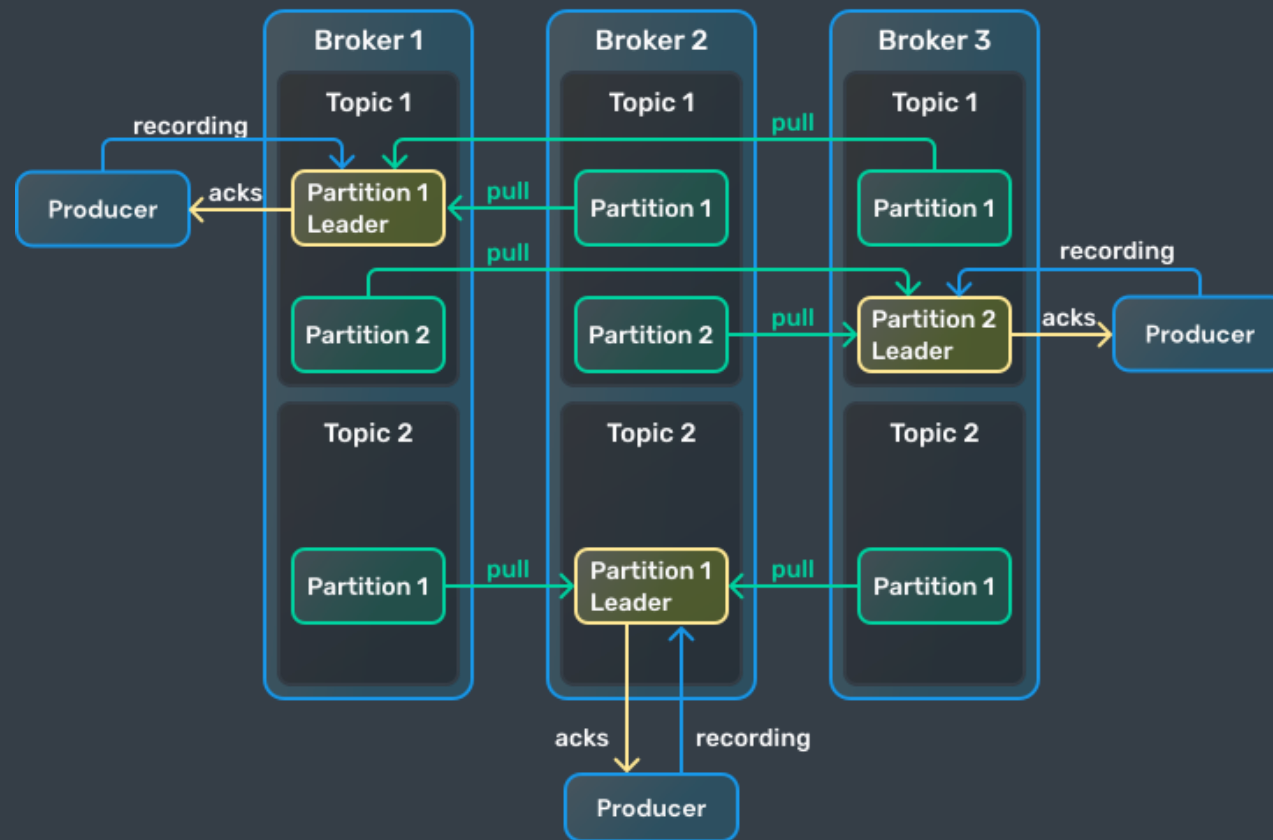 Broker 1
Broker 2
Broker 3
Topic 1
Topic 1
Topic 1
recording
pull
Producer
acks
Partition 1
Leader
pull
Partition 1
Partition 1
pull
recording
Partition 2
Partition 2
pull
Partition 2
Leader
acks
Producer
Topic 2
Topic 2
Topic 2
Partition 1
pull
Partition 1
Leader
pull
Partition 1
acks
recording
Producer